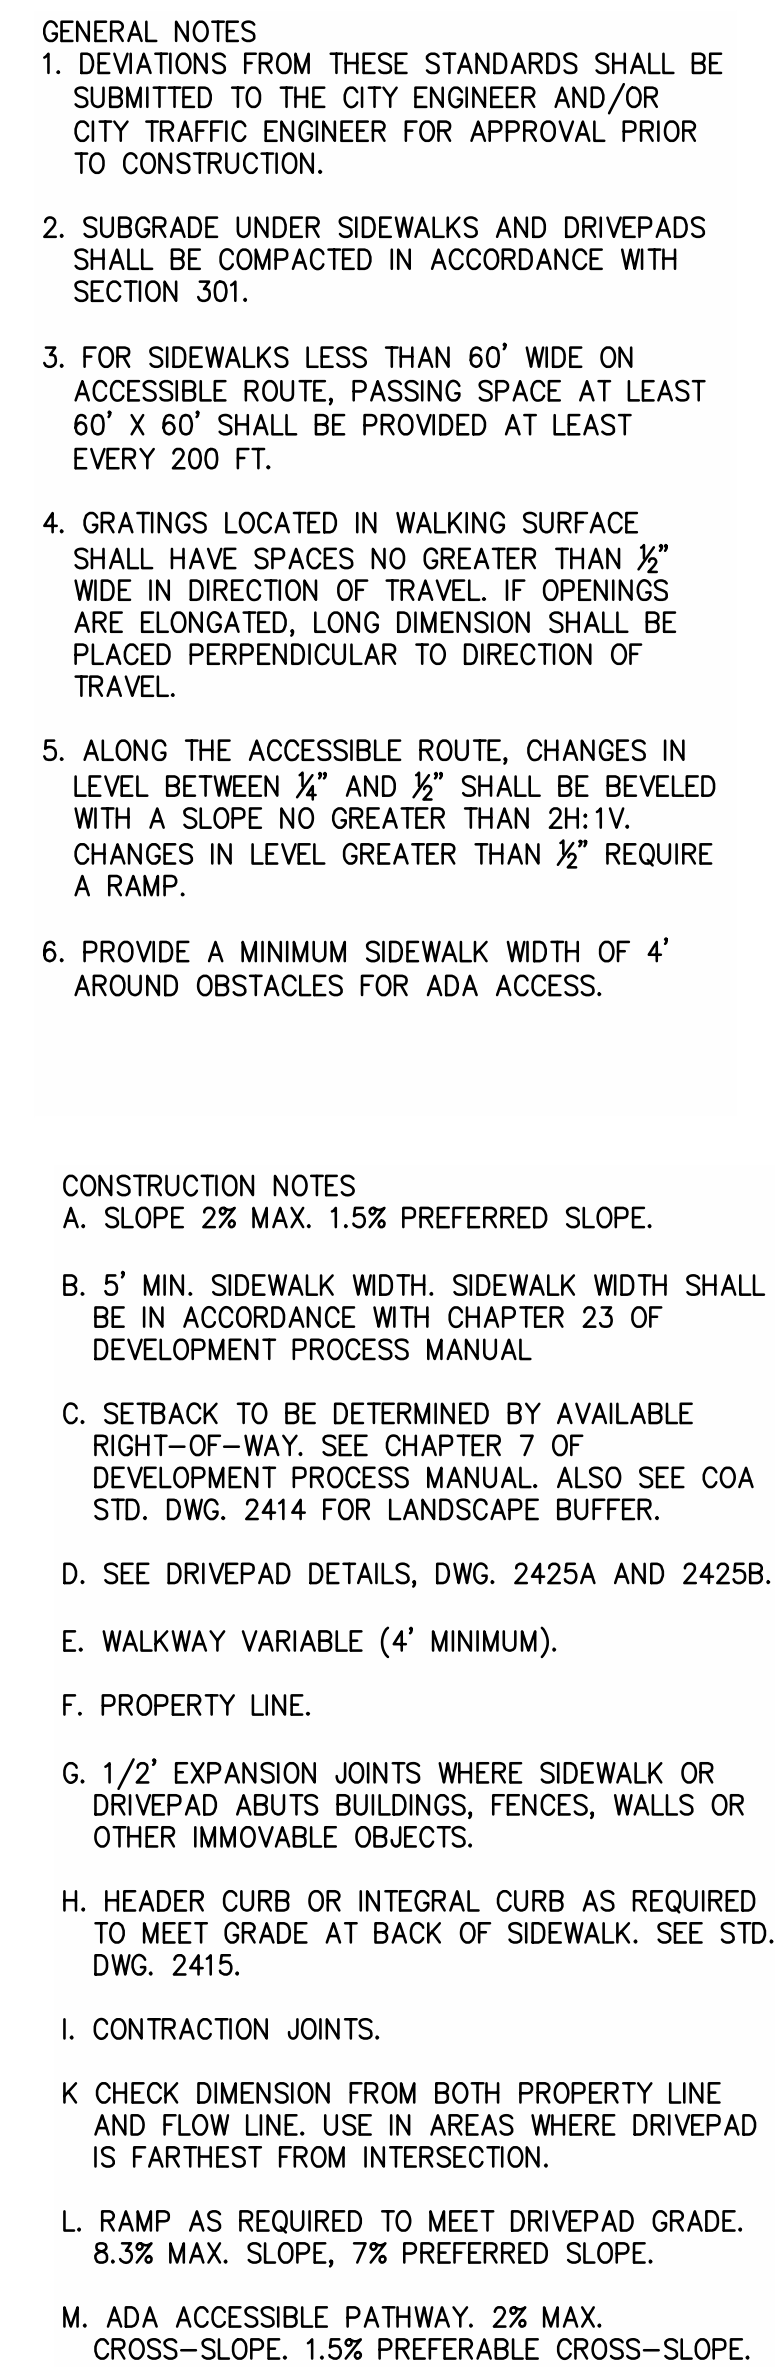 GENERAL NOTES
1. DEVIATIONS FROM THESE STANDARDS SHALL BE
SUBMITTED TO THE CITY ENGINEER AND/OR
CITY TRAFFIC ENGINEER FOR APPROVAL PRIOR
TO CONSTRUCTION.
2. SUBGRADE UNDER SIDEWALKS AND DRIVEPADS
SHALL BE COMPACTED IN ACCORDANCE WITH
SECTION 301.
3. FOR SIDEWALKS LESS THAN 60' WIDE ON
ACCESSIBLE ROUTE, PASSING SPACE AT LEAST
60' X 60' SHALL BE PROVIDED AT LEAST
EVERY 200 FT.
4. GRATINGS LOCATED IN WALKING SURFACE
SHALL HAVE SPACES NO GREATER THAN ½"
WIDE IN DIRECTION OF TRAVEL. IF OPENINGS
ARE ELONGATED, LONG DIMENSION SHALL BE
PLACED PERPENDICULAR TO DIRECTION OF
TRAVEL.
5. ALONG THE ACCESSIBLE ROUTE, CHANGES IN
LEVEL BETWEEN ¼" AND ½" SHALL BE BEVELED
WITH A SLOPE NO GREATER THAN 2H:1V.
CHANGES IN LEVEL GREATER THAN ½" REQUIRE
A RAMP.
6. PROVIDE A MINIMUM SIDEWALK WIDTH OF 4'
AROUND OBSTACLES FOR ADA ACCESS.
CONSTRUCTION NOTES
A. SLOPE 2% MAX. 1.5% PREFERRED SLOPE.
B. 5' MIN. SIDEWALK WIDTH. SIDEWALK WIDTH SHALL
BE IN ACCORDANCE WITH CHAPTER 23 OF
DEVELOPMENT PROCESS MANUAL
C. SETBACK TO BE DETERMINED BY AVAILABLE
RIGHT-OF-WAY. SEE CHAPTER 7 OF
DEVELOPMENT PROCESS MANUAL. ALSO SEE COA
STD. DWG. 2414 FOR LANDSCAPE BUFFER.
D. SEE DRIVEPAD DETAILS, DWG. 2425A AND 2425B.
E. WALKWAY VARIABLE (4' MINIMUM).
F. PROPERTY LINE.
G. 1/2' EXPANSION JOINTS WHERE SIDEWALK OR
DRIVEPAD ABUTS BUILDINGS, FENCES, WALLS OR
OTHER IMMOVABLE OBJECTS.
H. HEADER CURB OR INTEGRAL CURB AS REQUIRED
TO MEET GRADE AT BACK OF SIDEWALK. SEE STD.
DWG. 2415.
I. CONTRACTION JOINTS.
K CHECK DIMENSION FROM BOTH PROPERTY LINE
AND FLOW LINE. USE IN AREAS WHERE DRIVEPAD
IS FARTHEST FROM INTERSECTION.
L. RAMP AS REQUIRED TO MEET DRIVEPAD GRADE.
8.3% MAX. SLOPE, 7% PREFERRED SLOPE.
M. ADA ACCESSIBLE PATHWAY. 2% MAX.
CROSS-SLOPE. 1.5% PREFERABLE CROSS-SLOPE.